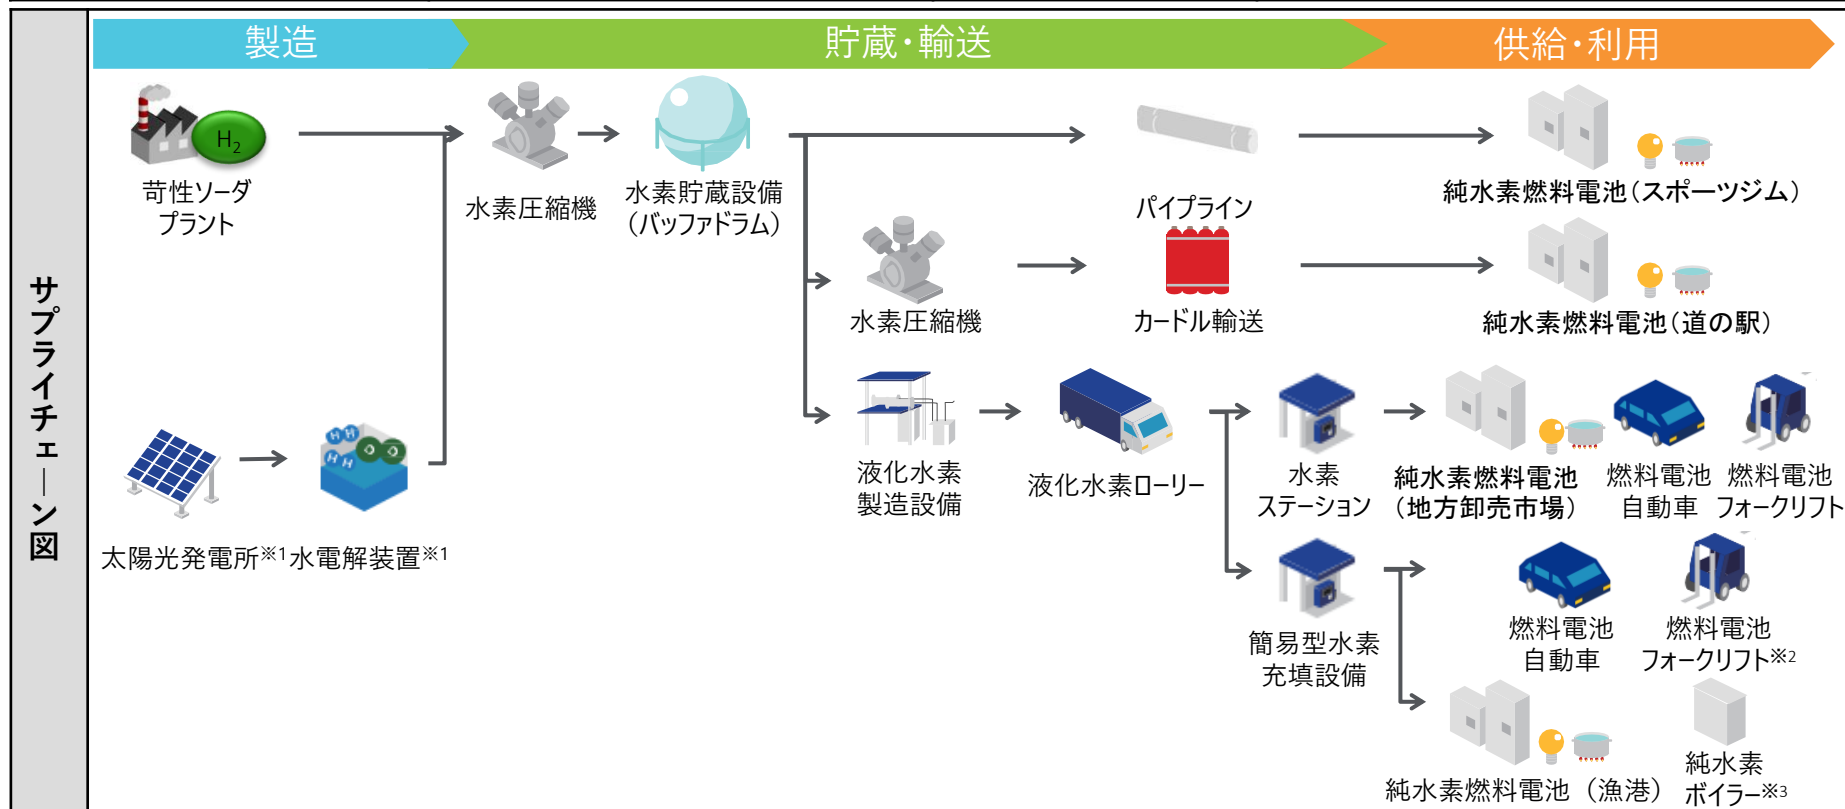 サプライチェーン図
製造
貯蔵・輸送
供給・利用
H2
苛性ソーダ
プラント
水素圧縮機
水素貯蔵設備
（バッファドラム）
パイプライン
純水素燃料電池（スポーツジム）
水素圧縮機
カードル輸送
純水素燃料電池（道の駅）
太陽光発電所※1
H H
H H
O O
水電解装置※1
液化水素
製造設備
液化水素ローリー
水素
ステーション
純水素燃料電池
（地方卸売市場）
燃料電池
自動車
燃料電池
フォークリフト
簡易型水素
充填設備
燃料電池
自動車
燃料電池
フォークリフト※2
純水素燃料電池（漁港）
純水素
ボイラー※3